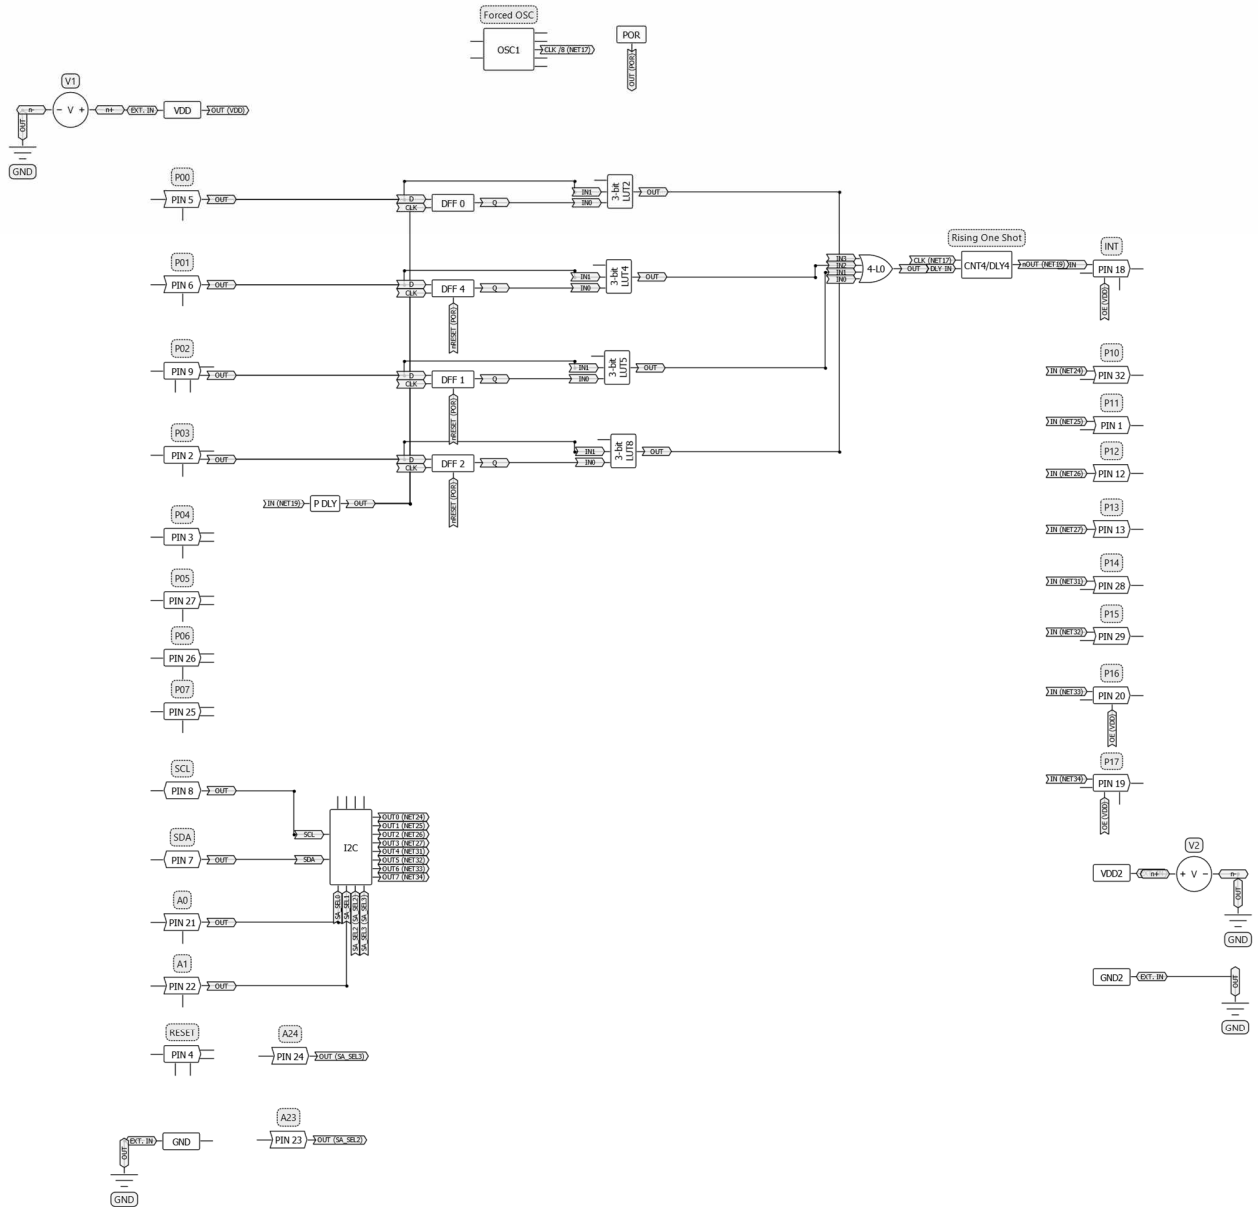 Forced OSC
OSC1
CLK /8 (NET17)
POR
OUT (POR)
V1
n-
- V +
n+
EXT. IN
VDD
OUT (VDD)
OUT
GND
P00
PIN 5
OUT
D
CLK
DFF 0
Q
IN1
IN0
3-bit
LUT2
OUT
P01
PIN 6
OUT
D
CLK
DFF 4
Q
nRESET (POR)
IN1
IN0
3-bit
LUT4
OUT
IN3
IN2
IN1
IN0
4-L0
OUT
CLK (NET17)
DLY IN
Rising One Shot
CNT4/DLY4
nOUT (NET19)
IN
INT
PIN 18
OE (VDD)
P02
PIN 9
OUT
D
CLK
DFF 1
Q
nRESET (POR)
IN1
IN0
3-bit
LUT5
OUT
P10
IN (NET24)
PIN 32
P11
IN (NET25)
PIN 1
P03
PIN 2
OUT
D
CLK
DFF 2
Q
nRESET (POR)
IN1
IN0
3-bit
LUT8
OUT
P12
IN (NET26)
PIN 12
IN (NET19)
P DLY
OUT
P04
PIN 3
P13
IN (NET27)
PIN 13
P05
PIN 27
P14
IN (NET31)
PIN 28
P06
PIN 26
P15
IN (NET32)
PIN 29
P07
PIN 25
P16
IN (NET33)
PIN 20
OE (VDD)
SCL
PIN 8
OUT
P17
IN (NET34)
PIN 19
OE (VDD)
SDA
PIN 7
OUT
SCL
SDA
I2C
OUT0 (NET24)
OUT1 (NET25)
OUT2 (NET26)
OUT3 (NET27)
OUT4 (NET31)
OUT5 (NET32)
OUT6 (NET33)
OUT7 (NET34)
SA_SEL0
SA_SEL1
SA_SEL2 (SA_SEL2)
SA_SEL3 (SA_SEL3)
V2
VDD2
n+
+ V -
n-
OUT
GND
A0
PIN 21
OUT
A1
PIN 22
OUT
GND2
EXT. IN
OUT
GND
RESET
PIN 4
A24
PIN 24
OUT (SA_SEL3)
A23
PIN 23
OUT (SA_SEL2)
OUT
EXT. IN
GND
GND